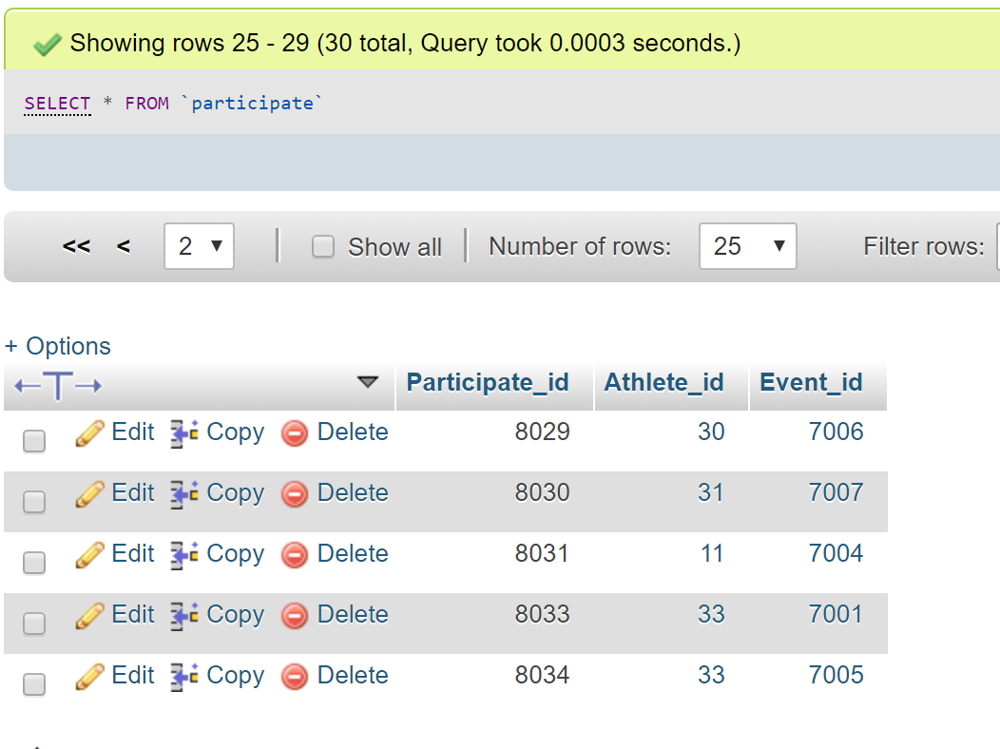 Showing rows 25 - 29 (30 total, Query took 0.0003 seconds.)
SELECT * FROM `participate`
<< < 2 Show all Number of rows: 25 Filter rows:
+ Options
←T→ Participate_id Athlete_id Event_id
Edit Copy Delete 8029 30 7006
Edit Copy Delete 8030 31 7007
Edit Copy Delete 8031 11 7004
Edit Copy Delete 8033 33 7001
Edit Copy Delete 8034 33 7005